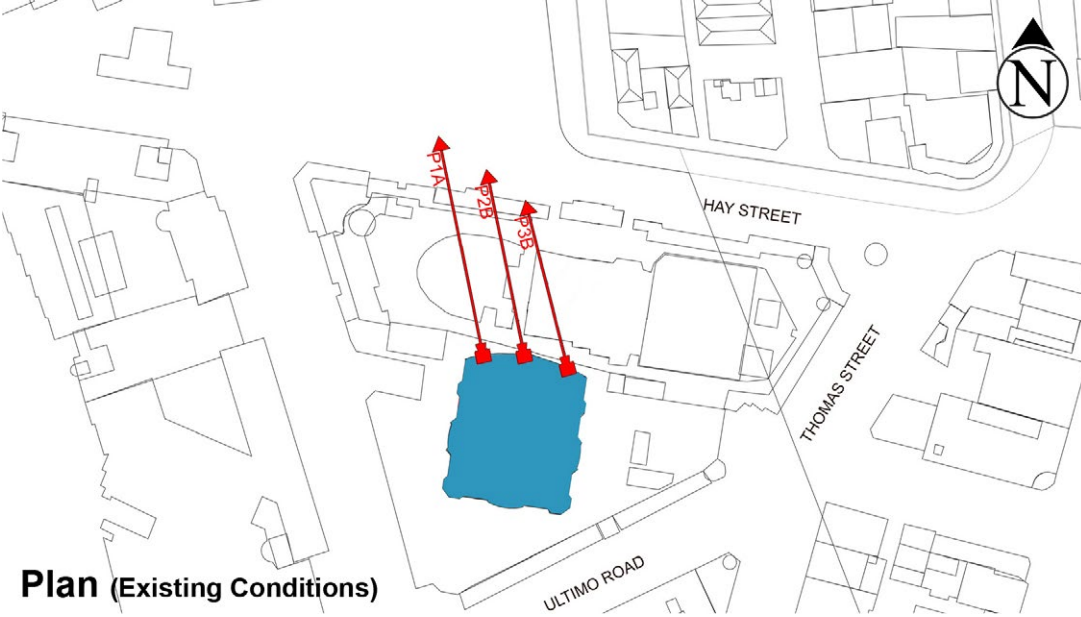 N
P1A
P2B
P3B
HAY STREET
THOMAS STREET
ULTIMO ROAD
Plan (Existing Conditions)